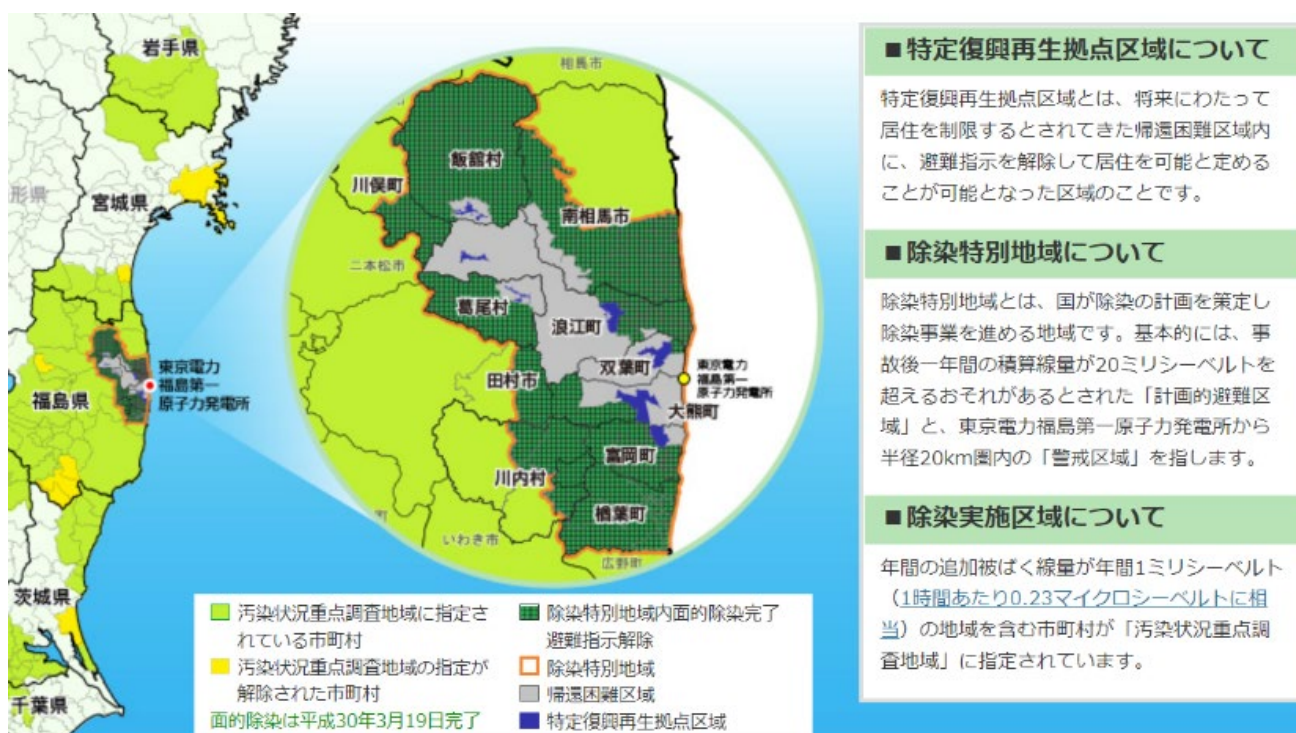 岩手県
宮城県
形県
福島県
茨城県
千葉県
東京電力
福島第一
原子力発電所
相馬市
飯舘村
川俣町
南相馬市
二本松市
葛尾村
浪江町
双葉町
東京電力
福島第一
原子力発電所
田村市
大熊町
富岡町
川内村
楢葉町
町
いわき市
広野町
汚染状況重点調査地域に指定さ
れている市町村
汚染状況重点調査地域の指定が
解除された市町村
面的除染は平成30年3月19日完了
除染特別地域内面的除染完了
避難指示解除
除染特別地域
帰還困難区域
特定復興再生拠点区域
■特定復興再生拠点区域について
特定復興再生拠点区域とは、将来にわたって
居住を制限するとされてきた帰還困難区域内
に、避難指示を解除して居住を可能と定める
ことが可能となった区域のことです。
■除染特別地域について
除染特別地域とは、国が除染の計画を策定し
除染事業を進める地域です。基本的には、事
故後一年間の積算線量が20ミリシーベルトを
超えるおそれがあるとされた「計画的避難区
域」と、東京電力福島第一原子力発電所から
半径20km圏内の「警戒区域」を指します。
■除染実施区域について
年間の追加被ばく線量が年間1ミリシーベルト
（1時間あたり0.23マイクロシーベルトに相
当）の地域を含む市町村が「汚染状況重点調
査地域」に指定されています。